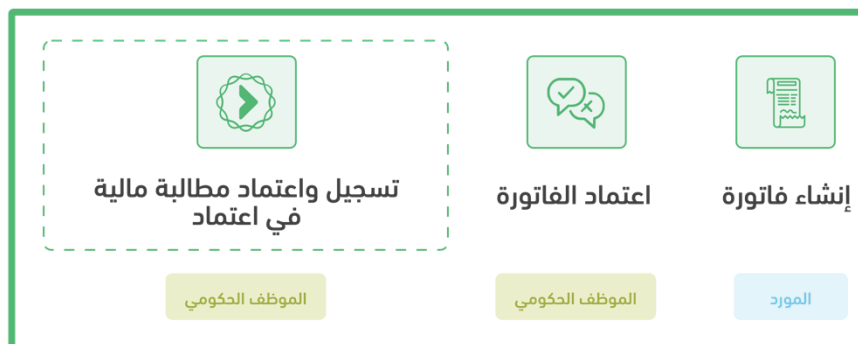 إنشاء فاتورة
اعتماد الفاتورة
تسجيل واعتماد مطالبة مالية
في اعتماد
المورد
الموظف الحكومي
الموظف الحكومي